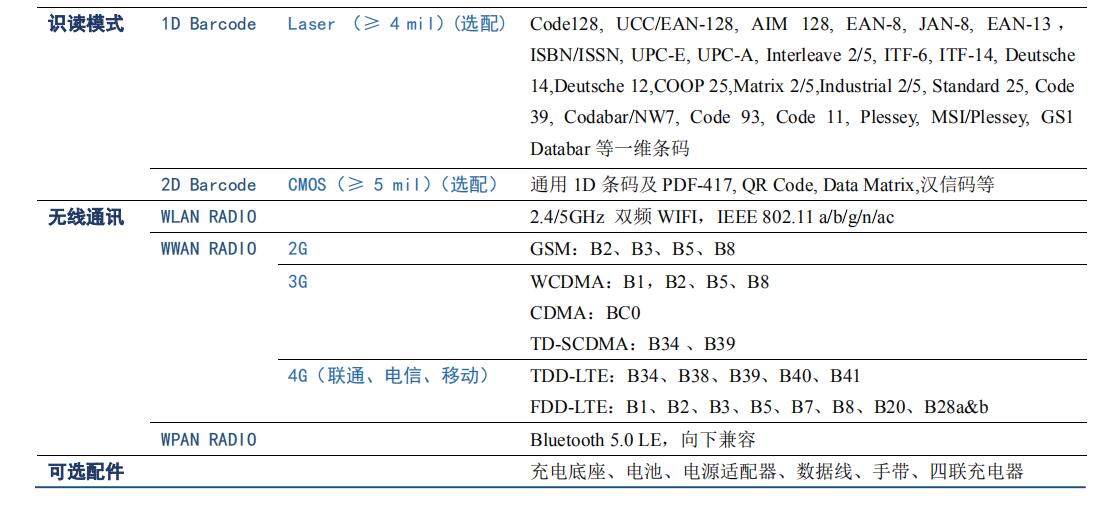 识读模式 1D Barcode Laser （≥ 4 mil）(选配) Code128, UCC/EAN-128, AIM 128, EAN-8, JAN-8, EAN-13，
ISBN/ISSN, UPC-E, UPC-A, Interleave 2/5, ITF-6, ITF-14, Deutsche
14,Deutsche 12,COOP 25,Matrix 2/5,Industrial 2/5, Standard 25, Code
39, Codabar/NW7, Code 93, Code 11, Plessey, MSI/Plessey, GS1
Databar 等一维条码
2D Barcode CMOS（≥ 5 mil）（选配） 通用 1D 条码及 PDF-417, QR Code, Data Matrix,汉信码等
无线通讯 WLAN RADIO 2.4/5GHz 双频 WIFI，IEEE 802.11 a/b/g/n/ac
WWAN RADIO 2G GSM：B2、B3、B5、B8
3G WCDMA：B1，B2、B5、B8
CDMA：BC0
TD-SCDMA：B34 、B39
4G（联通、电信、移动） TDD-LTE：B34、B38、B39、B40、B41
FDD-LTE：B1、B2、B3、B5、B7、B8、B20、B28a&b
WPAN RADIO Bluetooth 5.0 LE，向下兼容
可选配件 充电底座、电池、电源适配器、数据线、手带、四联充电器